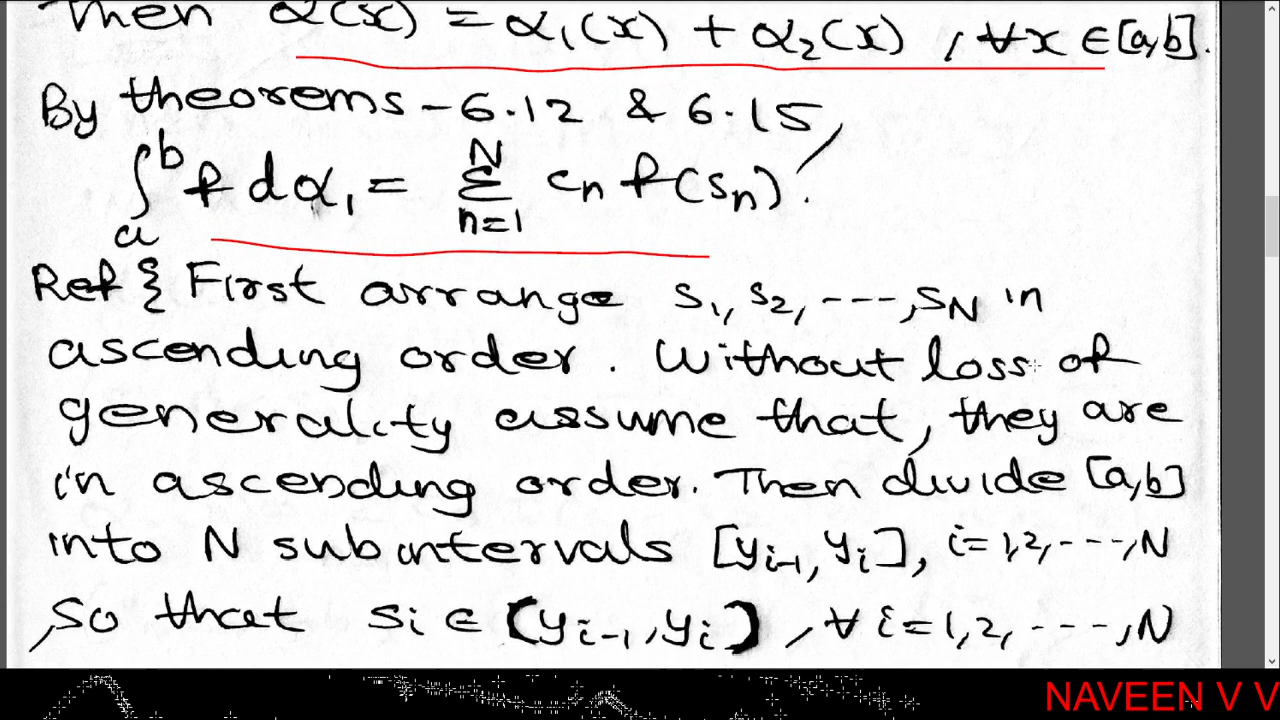 Then α(x) = α₁(x) + α₂(x) , ∀x ∈ [a,b].
By theorems - 6.12 & 6.15,
∫ₐᵇ f dα₁ = Σₙ₌₁ᴺ cₙ f(sₙ).
Ref { First arrange s₁, s₂, ---, s_N in
ascending order. Without loss of
generality assume that, they are
in ascending order. Then divide [a,b]
into N subintervals [yᵢ₋₁, yᵢ], i=1,2,---,N
,So that sᵢ ∈ (yᵢ₋₁, yᵢ) , ∀ i=1,2,----,N
NAVEEN V V